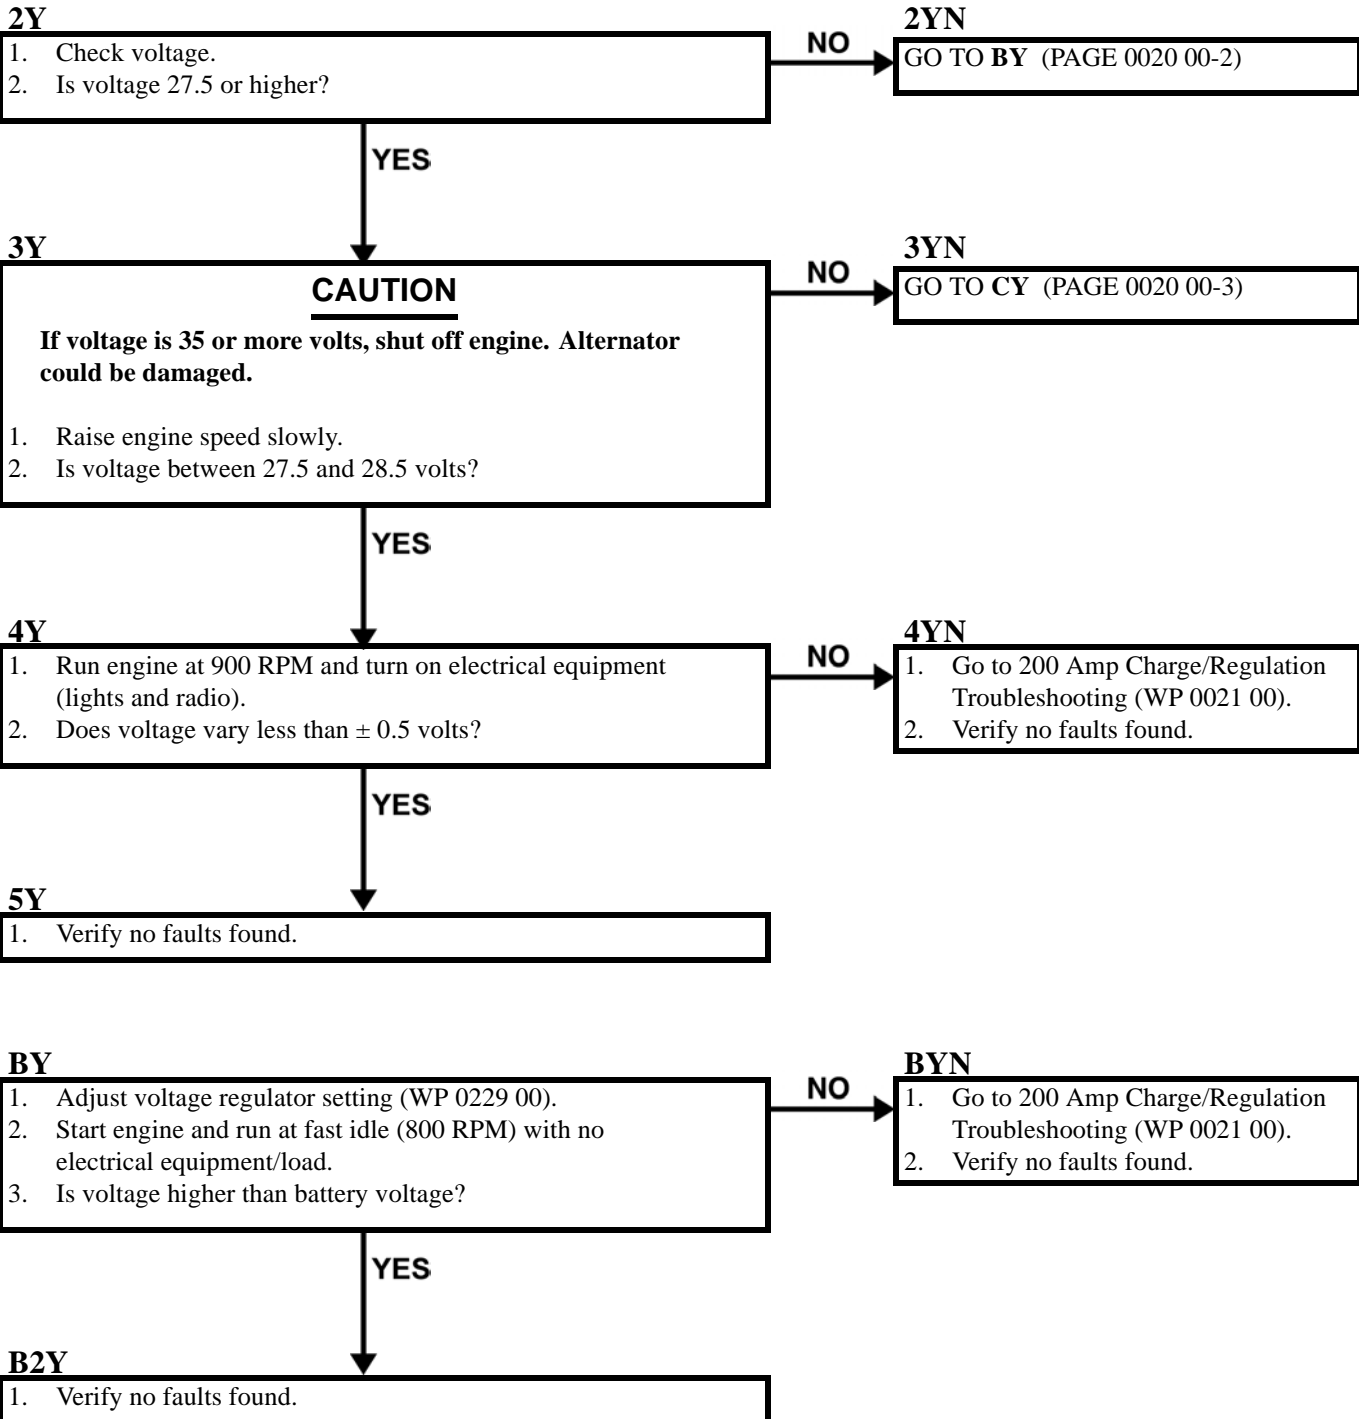 2Y
1. Check voltage.
2. Is voltage 27.5 or higher?
NO
2YN
GO TO BY (PAGE 0020 00-2)
YES
3Y
CAUTION
If voltage is 35 or more volts, shut off engine. Alternator
could be damaged.
1. Raise engine speed slowly.
2. Is voltage between 27.5 and 28.5 volts?
NO
3YN
GO TO CY (PAGE 0020 00-3)
YES
4Y
1. Run engine at 900 RPM and turn on electrical equipment
(lights and radio).
2. Does voltage vary less than ± 0.5 volts?
NO
4YN
1. Go to 200 Amp Charge/Regulation
Troubleshooting (WP 0021 00).
2. Verify no faults found.
YES
5Y
1. Verify no faults found.
BY
1. Adjust voltage regulator setting (WP 0229 00).
2. Start engine and run at fast idle (800 RPM) with no
electrical equipment/load.
3. Is voltage higher than battery voltage?
NO
BYN
1. Go to 200 Amp Charge/Regulation
Troubleshooting (WP 0021 00).
2. Verify no faults found.
YES
B2Y
1. Verify no faults found.